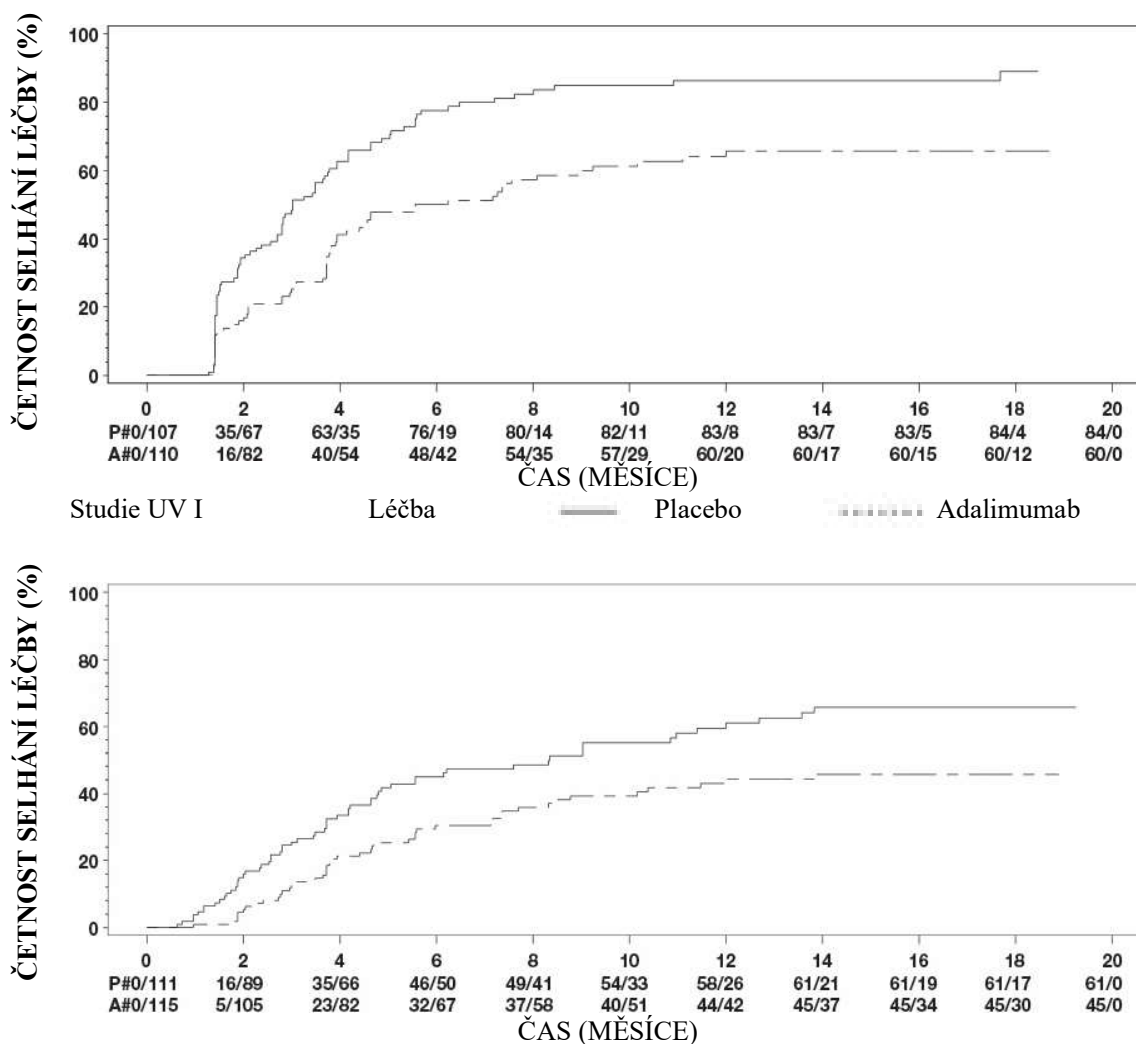 ČETNOST SELHÁNÍ LÉČBY (%)
100
80
60
40
20
0
0 2 4 6 8 10 12 14 16 18 20
P#0/107 35/67 63/35 76/19 80/14 82/11 83/8 83/7 83/5 84/4 84/0
A#0/110 16/82 40/54 48/42 54/35 57/29 60/20 60/17 60/15 60/12 60/0
ČAS (MĚSÍCE)
Studie UV I Léčba Placebo Adalimumab
ČETNOST SELHÁNÍ LÉČBY (%)
100
80
60
40
20
0
0 2 4 6 8 10 12 14 16 18 20
P#0/111 16/89 35/66 46/50 49/41 54/33 58/26 61/21 61/19 61/17 61/0
A#0/115 5/105 23/82 32/67 37/58 40/51 44/42 45/37 45/34 45/30 45/0
ČAS (MĚSÍCE)